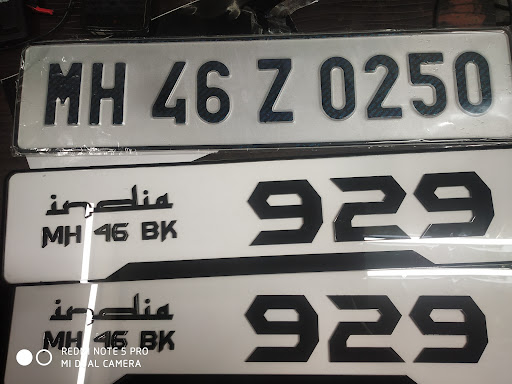 MH 46 Z 0250
india
MH 46 BK 929
india
MH 46 BK 929
REDMI NOTE 5 PRO
MI DUAL CAMERA